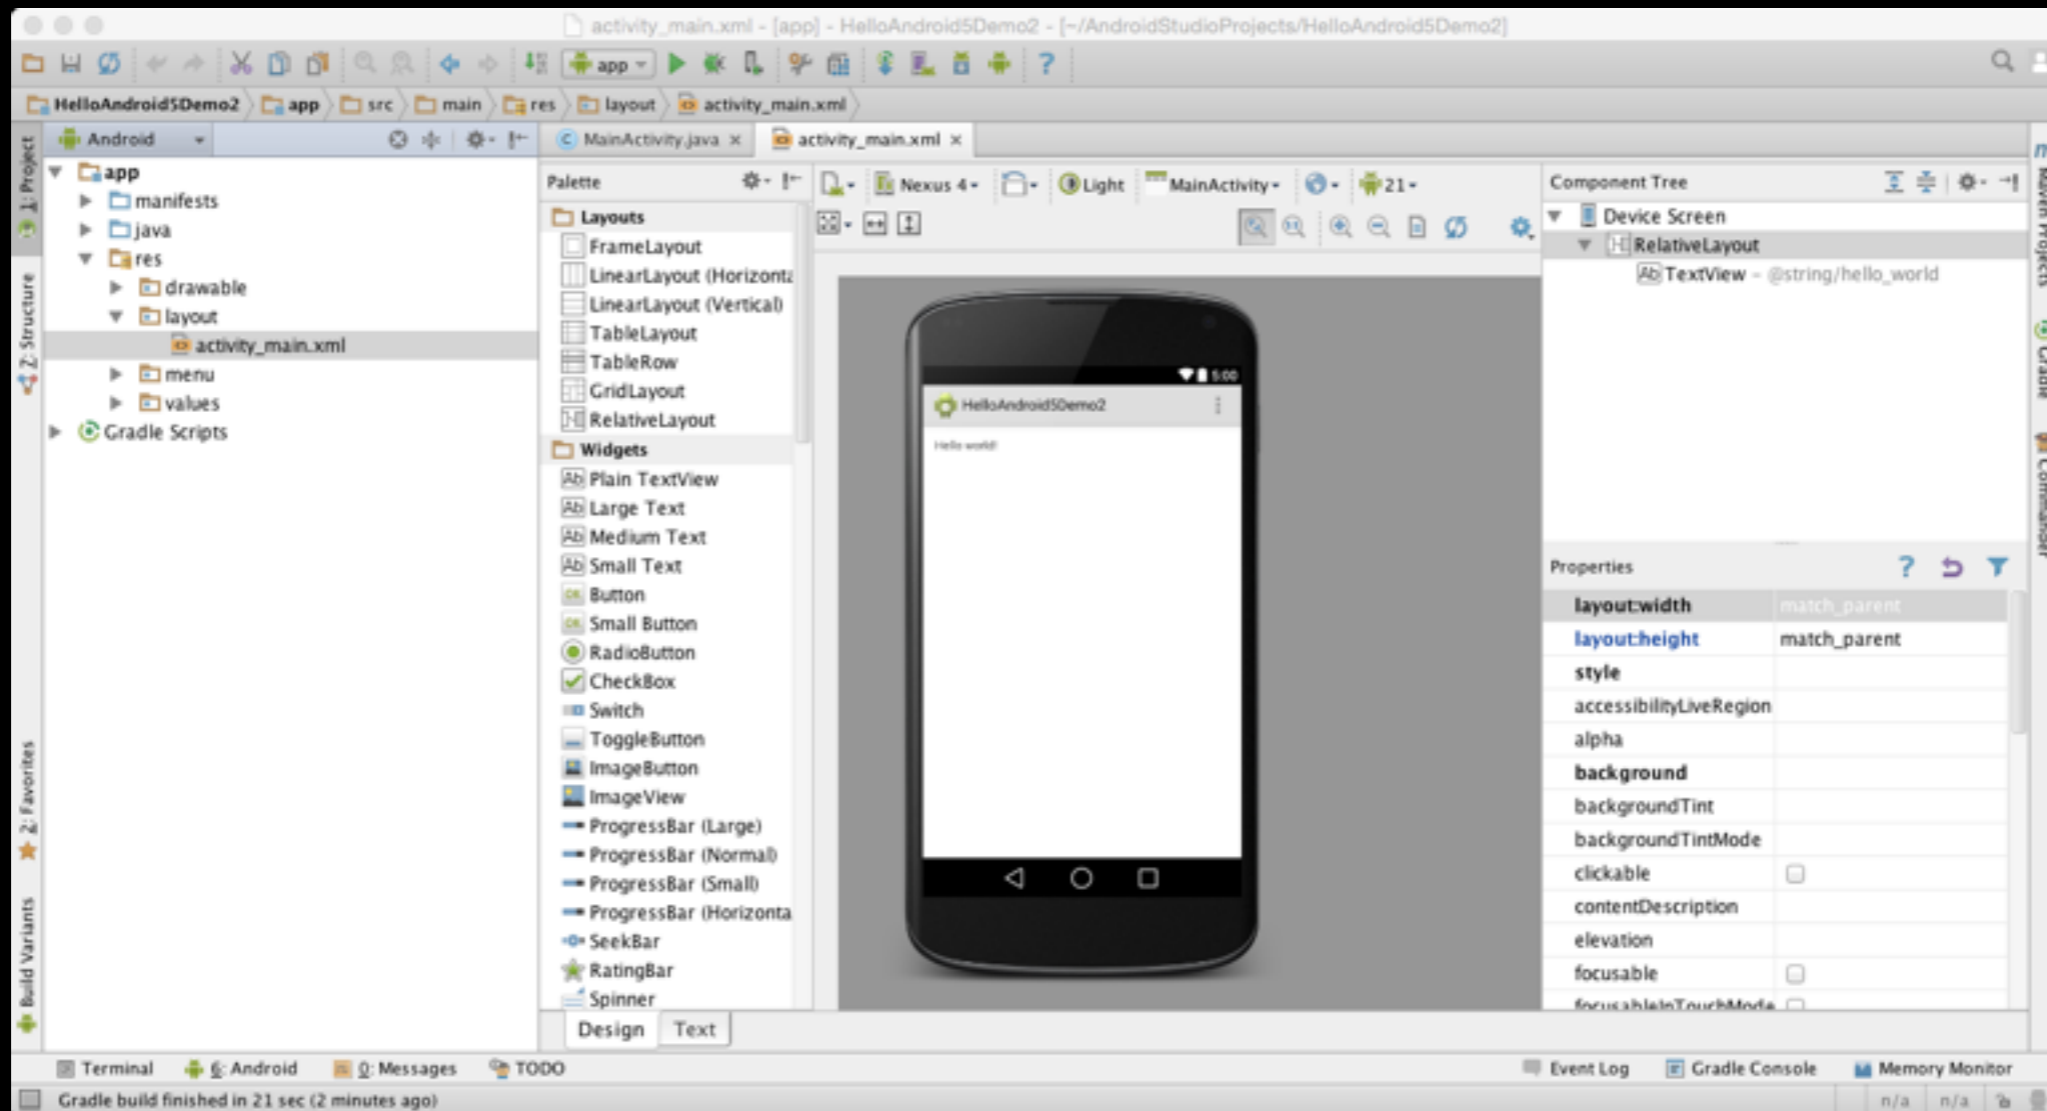 activity_main.xml - [app] - HelloAndroid5Demo2 - [~/AndroidStudioProjects/HelloAndroid5Demo2]
app
HelloAndroid5Demo2 app src main res layout activity_main.xml
1: Project
Z: Structure
2: Favorites
Build Variants
Android
app
manifests
java
res
drawable
layout
activity_main.xml
menu
values
Gradle Scripts
MainActivity.java activity_main.xml
Palette
Layouts
FrameLayout
LinearLayout (Horizonta
LinearLayout (Vertical)
TableLayout
TableRow
GridLayout
RelativeLayout
Widgets
Plain TextView
Large Text
Medium Text
Small Text
Button
Small Button
RadioButton
CheckBox
Switch
ToggleButton
ImageButton
ImageView
ProgressBar (Large)
ProgressBar (Normal)
ProgressBar (Small)
ProgressBar (Horizonta
SeekBar
RatingBar
Spinner
Design Text
Nexus 4 Light MainActivity 21
5:00
HelloAndroid5Demo2
Hello world!
Component Tree
Device Screen
RelativeLayout
Ab TextView - @string/hello_world
Properties
layout:width match_parent
layout:height match_parent
style
accessibilityLiveRegion
alpha
background
backgroundTint
backgroundTintMode
clickable
contentDescription
elevation
focusable
focusableInTouchMode
Maven Projects
Gradle
Commander
Terminal 6: Android 0: Messages TODO
Event Log Gradle Console Memory Monitor
Gradle build finished in 21 sec (2 minutes ago)
n/a n/a